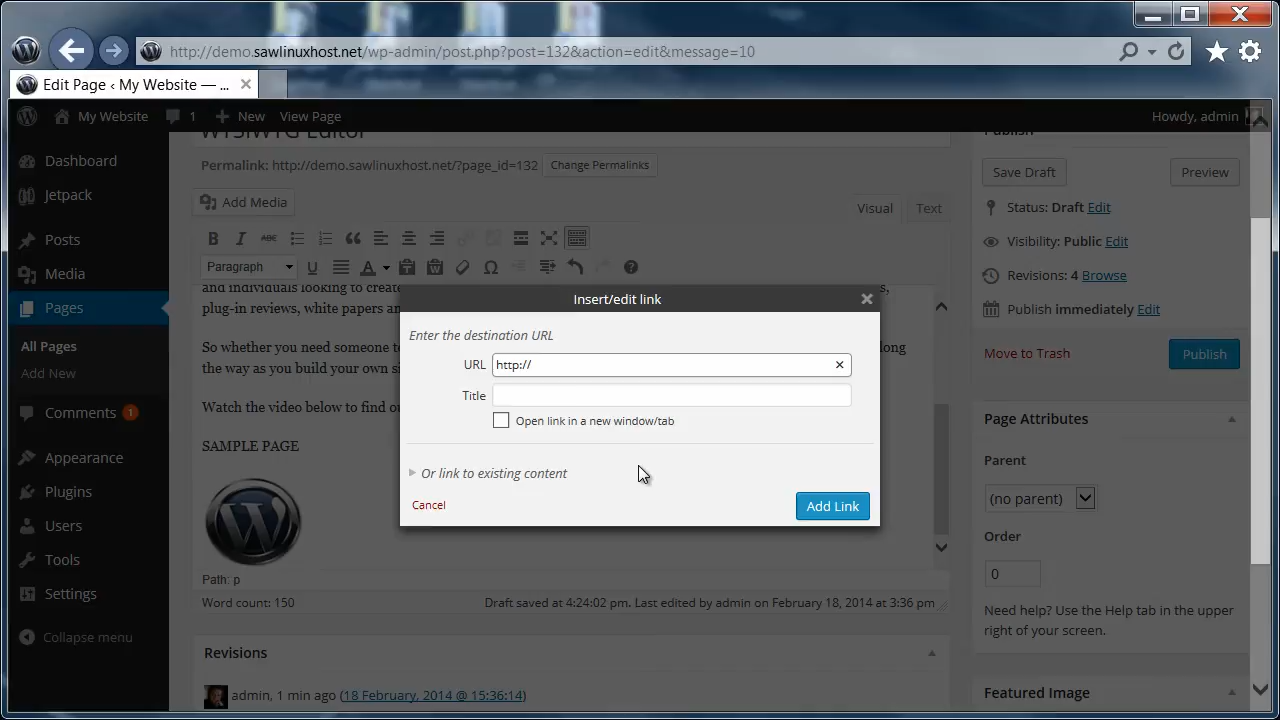 http://demo.sawlinuxhost.net/wp-admin/post.php?post=132&action=edit&message=10
Edit Page ‹ My Website — ...
My Website 1 New View Page Howdy, admin
WYSIWYG Editor
Permalink: http://demo.sawlinuxhost.net/?page_id=132 Change Permalinks
Add Media Visual Text
B I ABC
Paragraph U A W Ω
and individuals looking to create
plug-in reviews, white papers an
So whether you need someone t long
the way as you build your own si
Watch the video below to find ou
SAMPLE PAGE
Path: p
Word count: 150 Draft saved at 4:24:02 pm. Last edited by admin on February 18, 2014 at 3:36 pm
Revisions
admin, 1 min ago (18 February, 2014 @ 15:36:14)
Dashboard
Jetpack
Posts
Media
Pages
All Pages
Add New
Comments 1
Appearance
Plugins
Users
Tools
Settings
Collapse menu
Insert/edit link
Enter the destination URL
URL http://
Title
Open link in a new window/tab
Or link to existing content
Cancel Add Link
Publish
Save Draft Preview
Status: Draft Edit
Visibility: Public Edit
Revisions: 4 Browse
Publish immediately Edit
Move to Trash Publish
Page Attributes
Parent
(no parent)
Order
0
Need help? Use the Help tab in the upper
right of your screen.
Featured Image